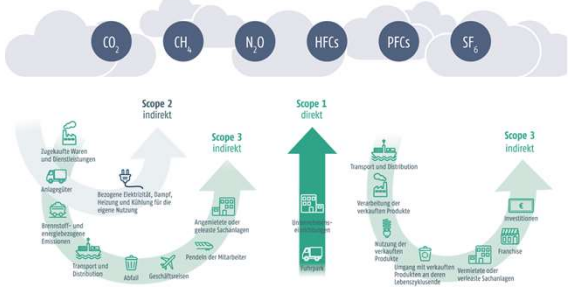 CO2
CH4
N2O
HFCs
PFCs
SF6
Scope 2
indirekt
Scope 1
direkt
Scope 3
indirekt
Scope 3
indirekt
Zugekaufte Waren
und Dienstleistungen
Anlagegüter
Brennstoff- und
energiebezogene
Emissionen
Transport und
Distribution
Abfall
Geschäftsreisen
Pendeln der Mitarbeiter
Angemietete oder
geleaste Sachanlagen
Bezogene Elektrizität, Dampf,
Heizung und Kühlung für die
eigene Nutzung
Unternehmens-
einrichtungen
Fuhrpark
Transport und Distribution
Verarbeitung der
verkauften Produkte
Nutzung der
verkauften
Produkte
Umgang mit verkauften
Produkten an deren
Lebenszyklusende
Vermietete oder
verleaste Sachanlagen
Franchise
Investitionen